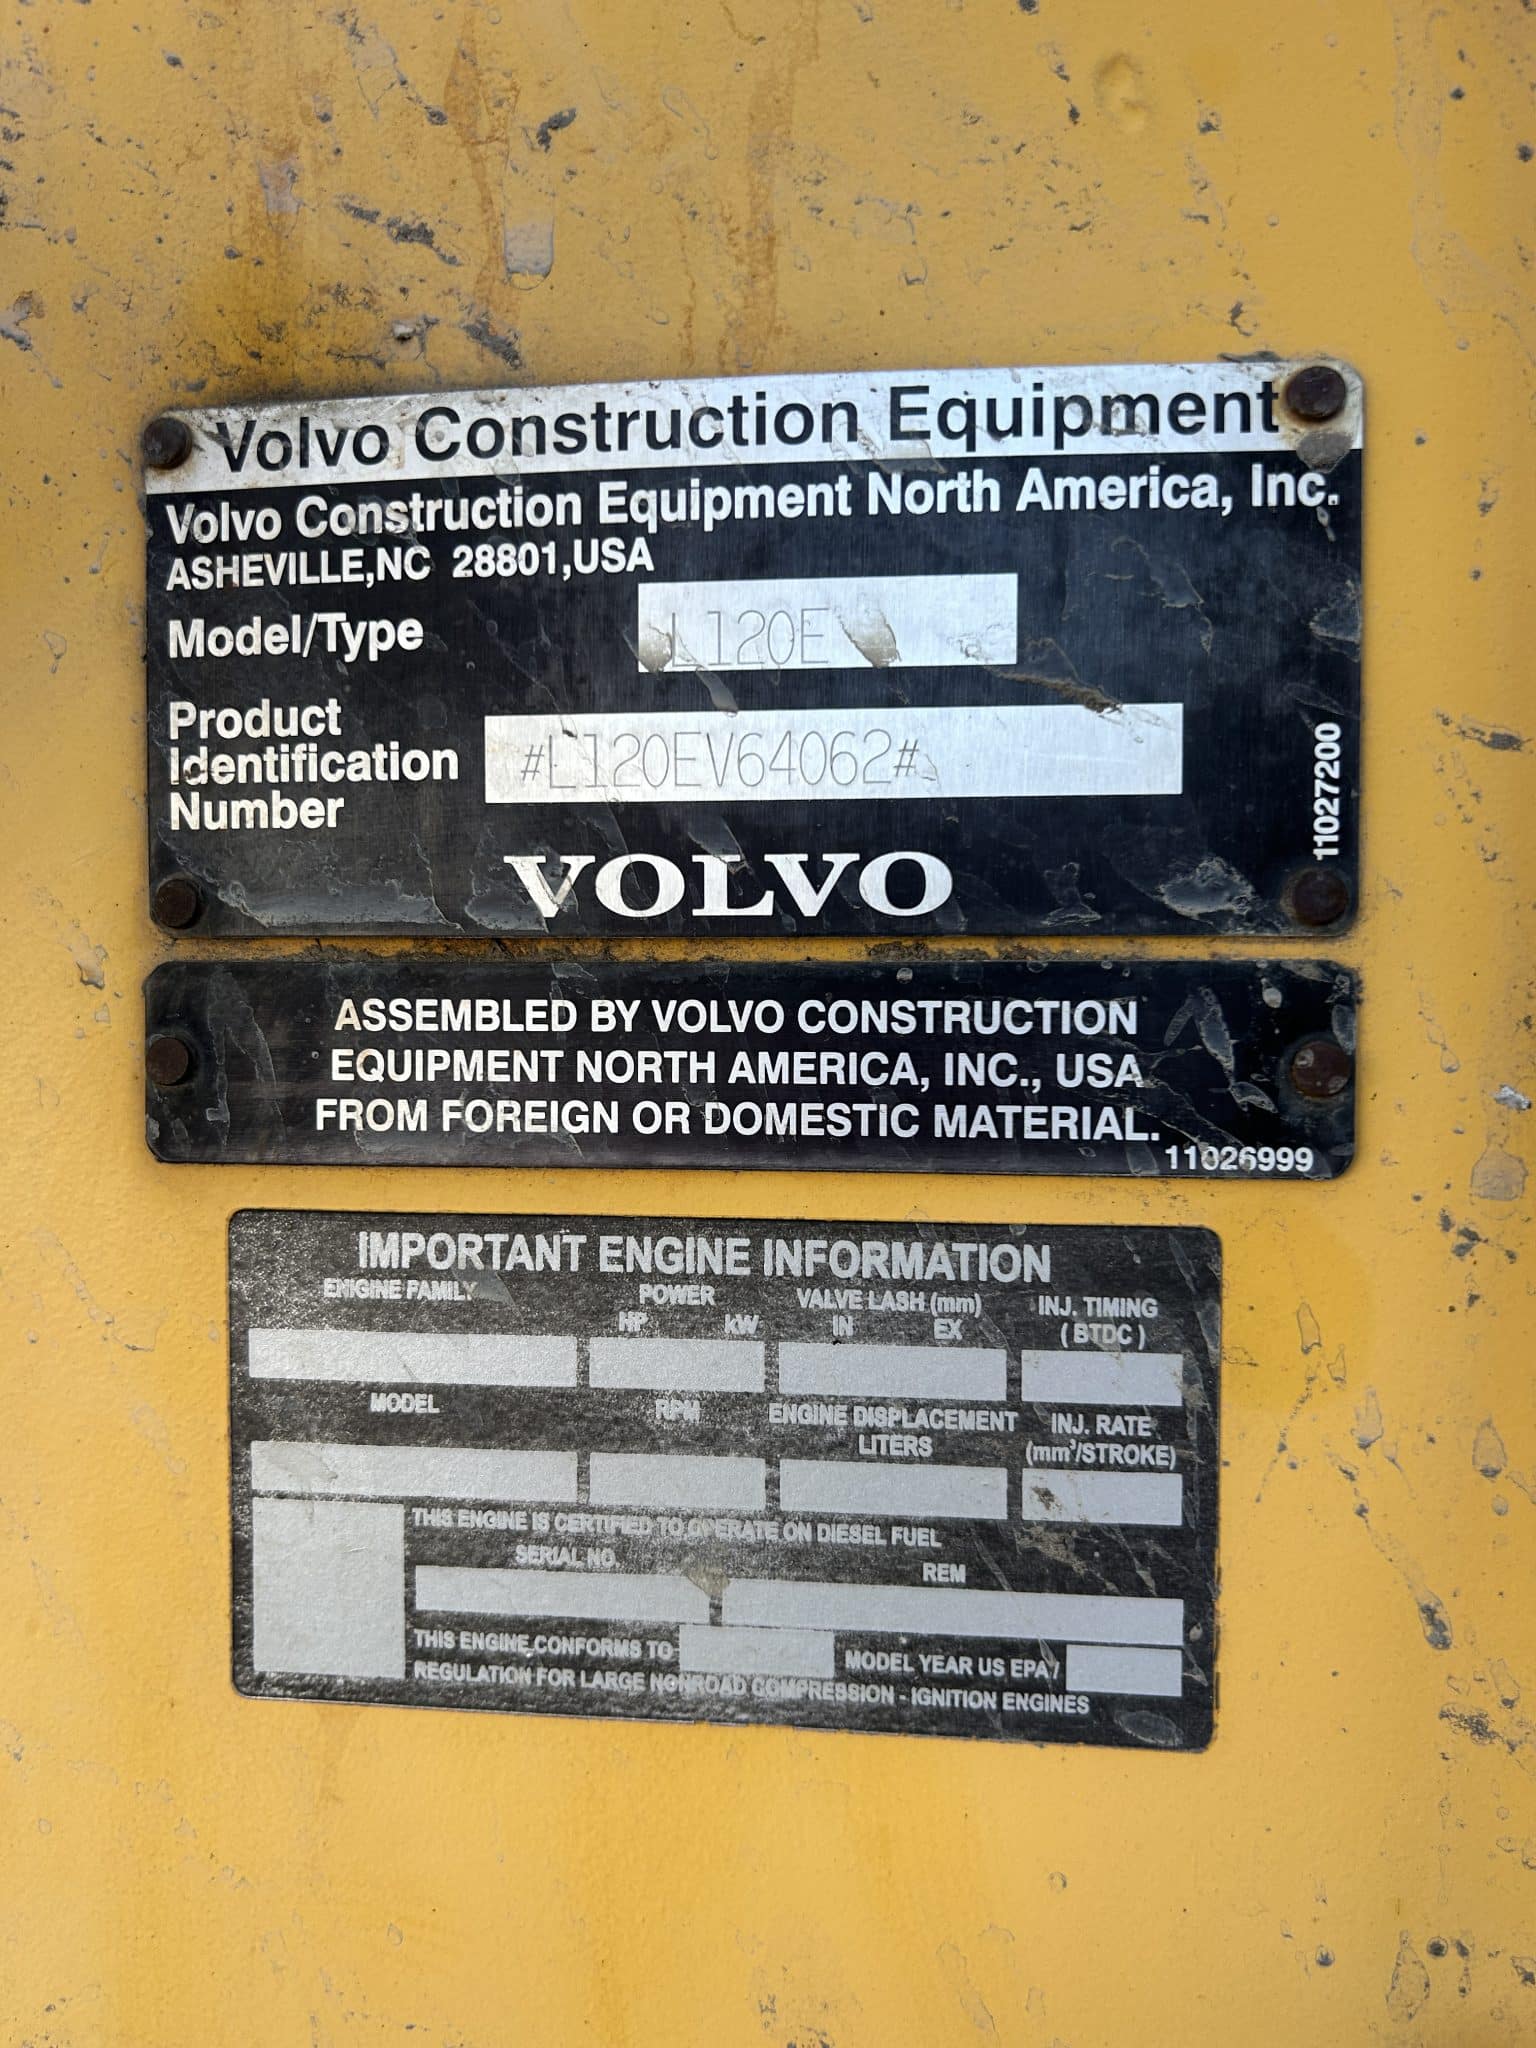 Volvo Construction Equipment
Volvo Construction Equipment North America, Inc.
ASHEVILLE,NC 28801,USA
Model/Type L120E
Product
Identification #L120EV64062#
Number
11027200
VOLVO
ASSEMBLED BY VOLVO CONSTRUCTION
EQUIPMENT NORTH AMERICA, INC., USA
FROM FOREIGN OR DOMESTIC MATERIAL.
11026999
IMPORTANT ENGINE INFORMATION
ENGINE FAMILY POWER VALVE LASH (mm) INJ. TIMING
HP kW IN EX ( BTDC )
MODEL RPM ENGINE DISPLACEMENT INJ. RATE
LITERS (mm³/STROKE)
THIS ENGINE IS CERTIFIED TO OPERATE ON DIESEL FUEL
SERIAL NO. REM
THIS ENGINE CONFORMS TO MODEL YEAR US EPA /
REGULATION FOR LARGE NONROAD COMPRESSION - IGNITION ENGINES